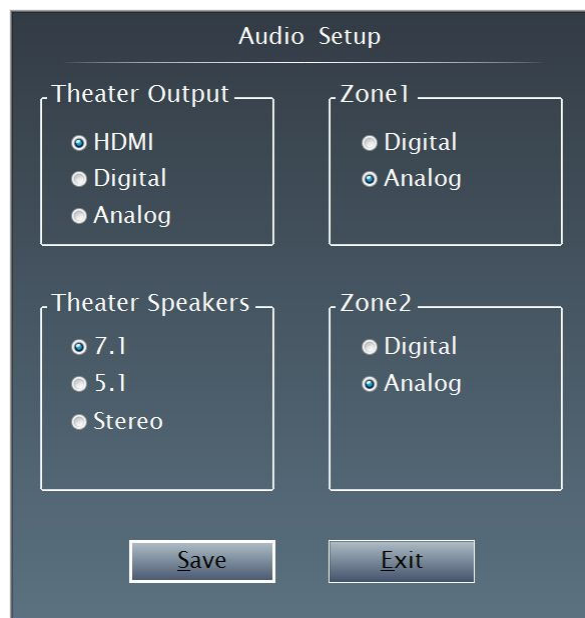 Audio Setup
Theater Output
HDMI
Digital
Analog
Zone1
Digital
Analog
Theater Speakers
7.1
5.1
Stereo
Zone2
Digital
Analog
Save
Exit